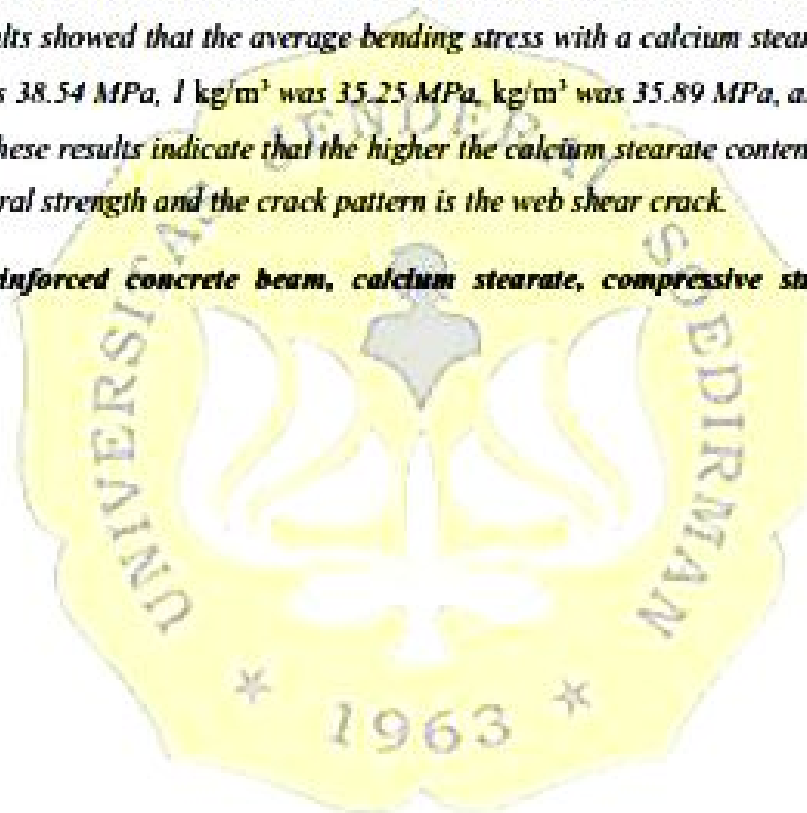 lts showed that the average bending stress with a calcium stear
s 38.54 MPa, 1 kg/m³ was 35.25 MPa, kg/m³ was 35.89 MPa, a
hese results indicate that the higher the calcium stearate conten
ral strength and the crack pattern is the web shear crack.
inforced concrete beam, calcium stearate, compressive st
UNIVERSITAS JENDERAL SOEDIRMAN
1963